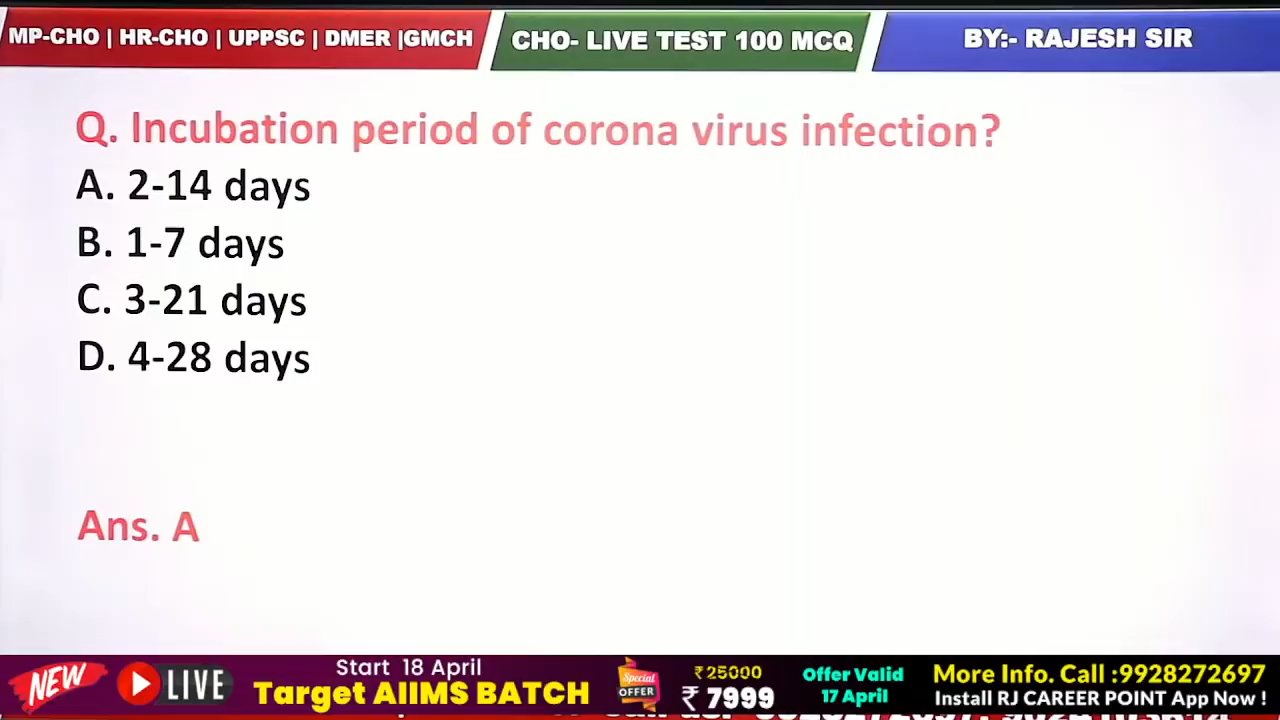 MP-CHO | HR-CHO | UPPSC | DMER |GMCH
CHO- LIVE TEST 100 MCQ
BY:- RAJESH SIR
Q. Incubation period of corona virus infection?
A. 2-14 days
B. 1-7 days
C. 3-21 days
D. 4-28 days
Ans. A
NEW
LIVE
Start 18 April
Target AIIMS BATCH
Special
OFFER
₹25000
₹ 7999
Offer Valid
17 April
More Info. Call :9928272697
Install RJ CAREER POINT App Now !